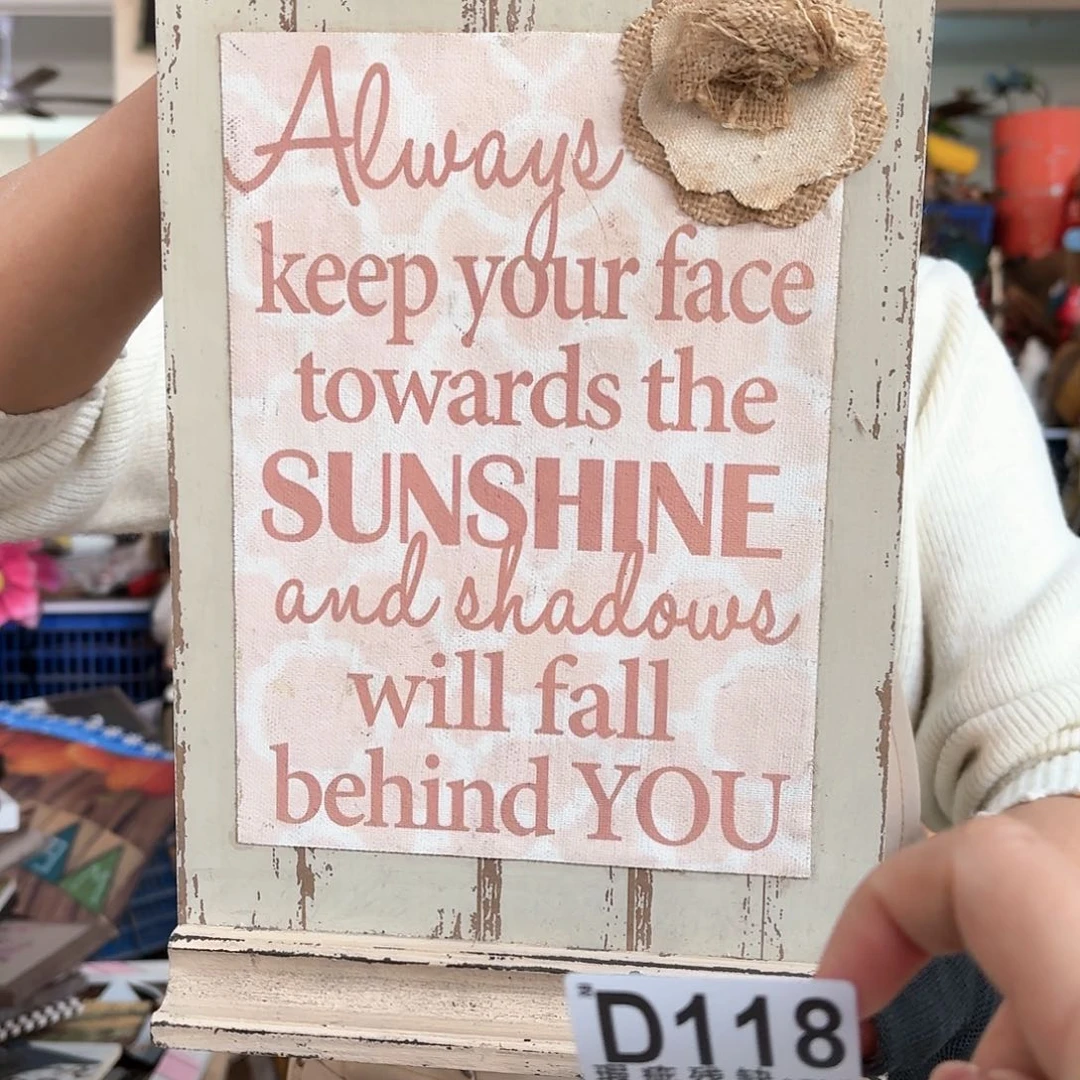 Always
keep your face
towards the
SUNSHINE
and shadows
will fall
behind YOU
D118